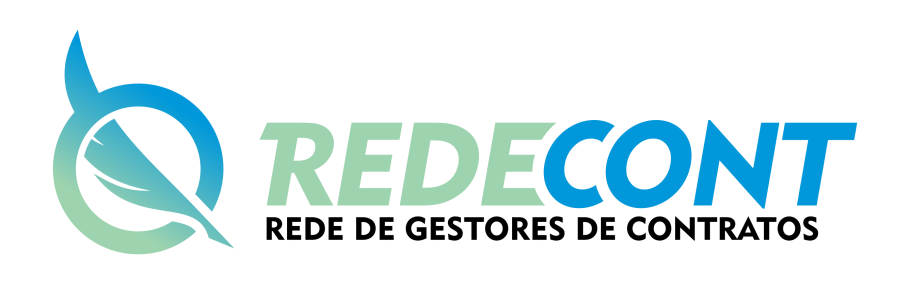 REDECONT
REDE DE GESTORES DE CONTRATOS